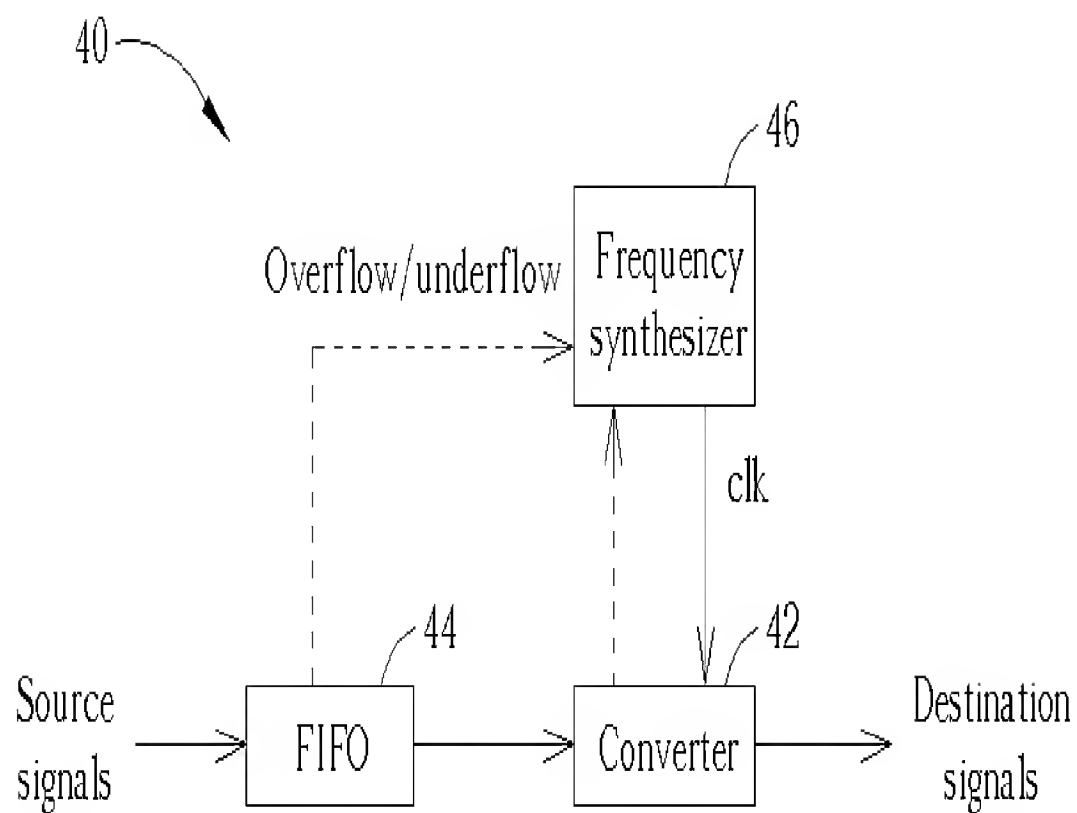 40
46
Overflow/underflow
Frequency
synthesizer
clk
44
42
Source
signals
FIFO
Converter
Destination
signals